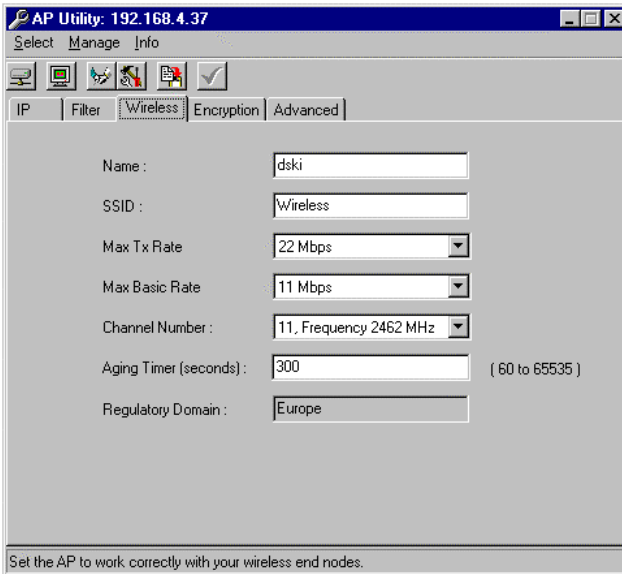 AP Utility: 192.168.4.37
Select Manage Info
IP Filter Wireless Encryption Advanced
Name : dski
SSID : Wireless
Max Tx Rate 22 Mbps
Max Basic Rate 11 Mbps
Channel Number : 11, Frequency 2462 MHz
Aging Timer (seconds) : 300 ( 60 to 65535 )
Regulatory Domain : Europe
Set the AP to work correctly with your wireless end nodes.